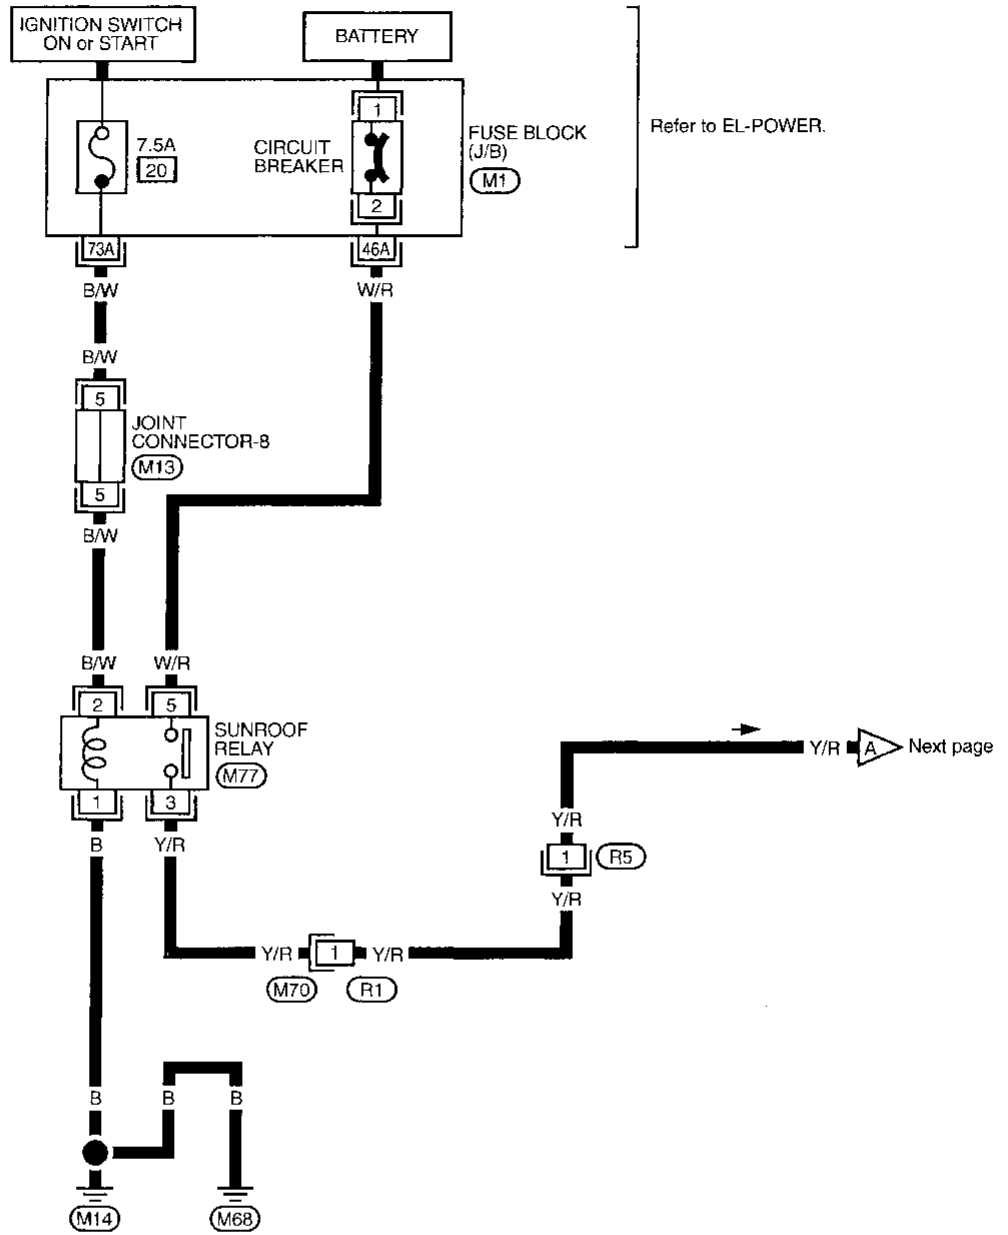 IGNITION SWITCH
ON or START
BATTERY
Refer to EL-POWER.
1
7.5A
20
CIRCUIT
BREAKER
FUSE BLOCK
(J/B)
M1
2
73A
46A
B/W
W/R
B/W
5
JOINT
CONNECTOR-8
M13
5
B/W
B/W
W/R
2
5
SUNROOF
RELAY
M77
1
3
B
Y/R
Y/R
A
Next page
Y/R
1
R5
Y/R
Y/R
1
Y/R
M70
R1
B
B
B
M14
M68